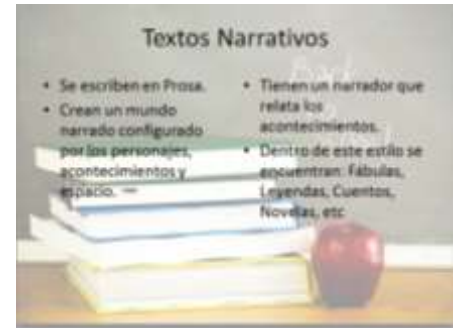 Textos Narrativos
• Se escriben en Prosa.
• Crean un mundo
narrado configurado
por los personajes,
acontecimientos y
espacio.
• Tienen un narrador que
relata los
acontecimientos.
• Dentro de este estilo se
encuentran: Fábulas,
Leyendas, Cuentos,
Novelas, etc